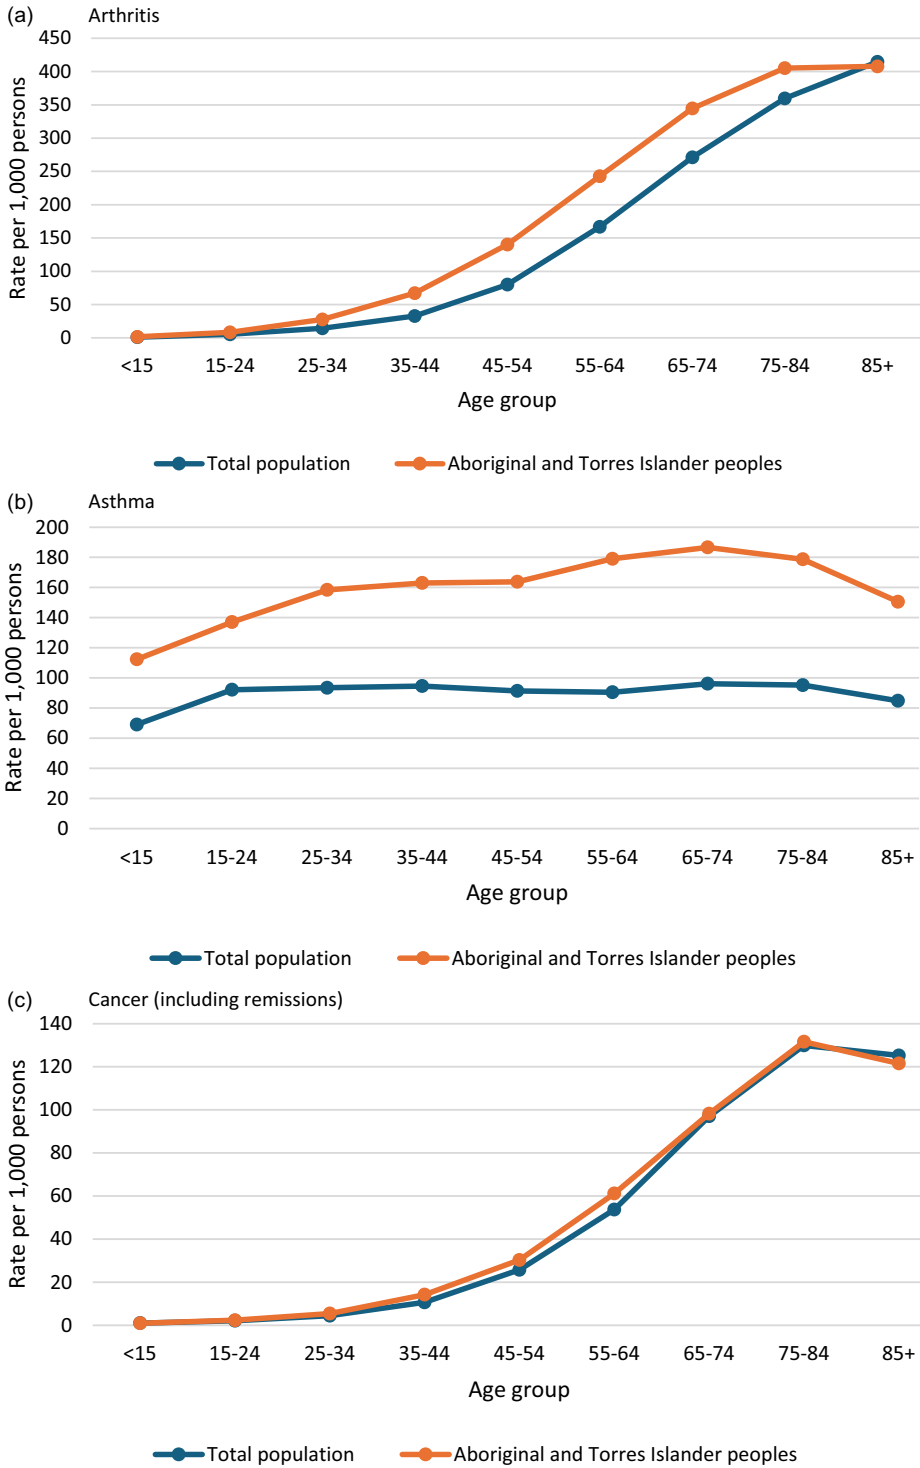 (a) Arthritis
Rate per 1,000 persons
450
400
350
300
250
200
150
100
50
0
<15 15-24 25-34 35-44 45-54 55-64 65-74 75-84 85+
Age group
Total population Aboriginal and Torres Islander peoples
(b) Asthma
Rate per 1,000 persons
200
180
160
140
120
100
80
60
40
20
0
<15 15-24 25-34 35-44 45-54 55-64 65-74 75-84 85+
Age group
Total population Aboriginal and Torres Islander peoples
(c) Cancer (including remissions)
Rate per 1,000 persons
140
120
100
80
60
40
20
0
<15 15-24 25-34 35-44 45-54 55-64 65-74 75-84 85+
Age group
Total population Aboriginal and Torres Islander peoples